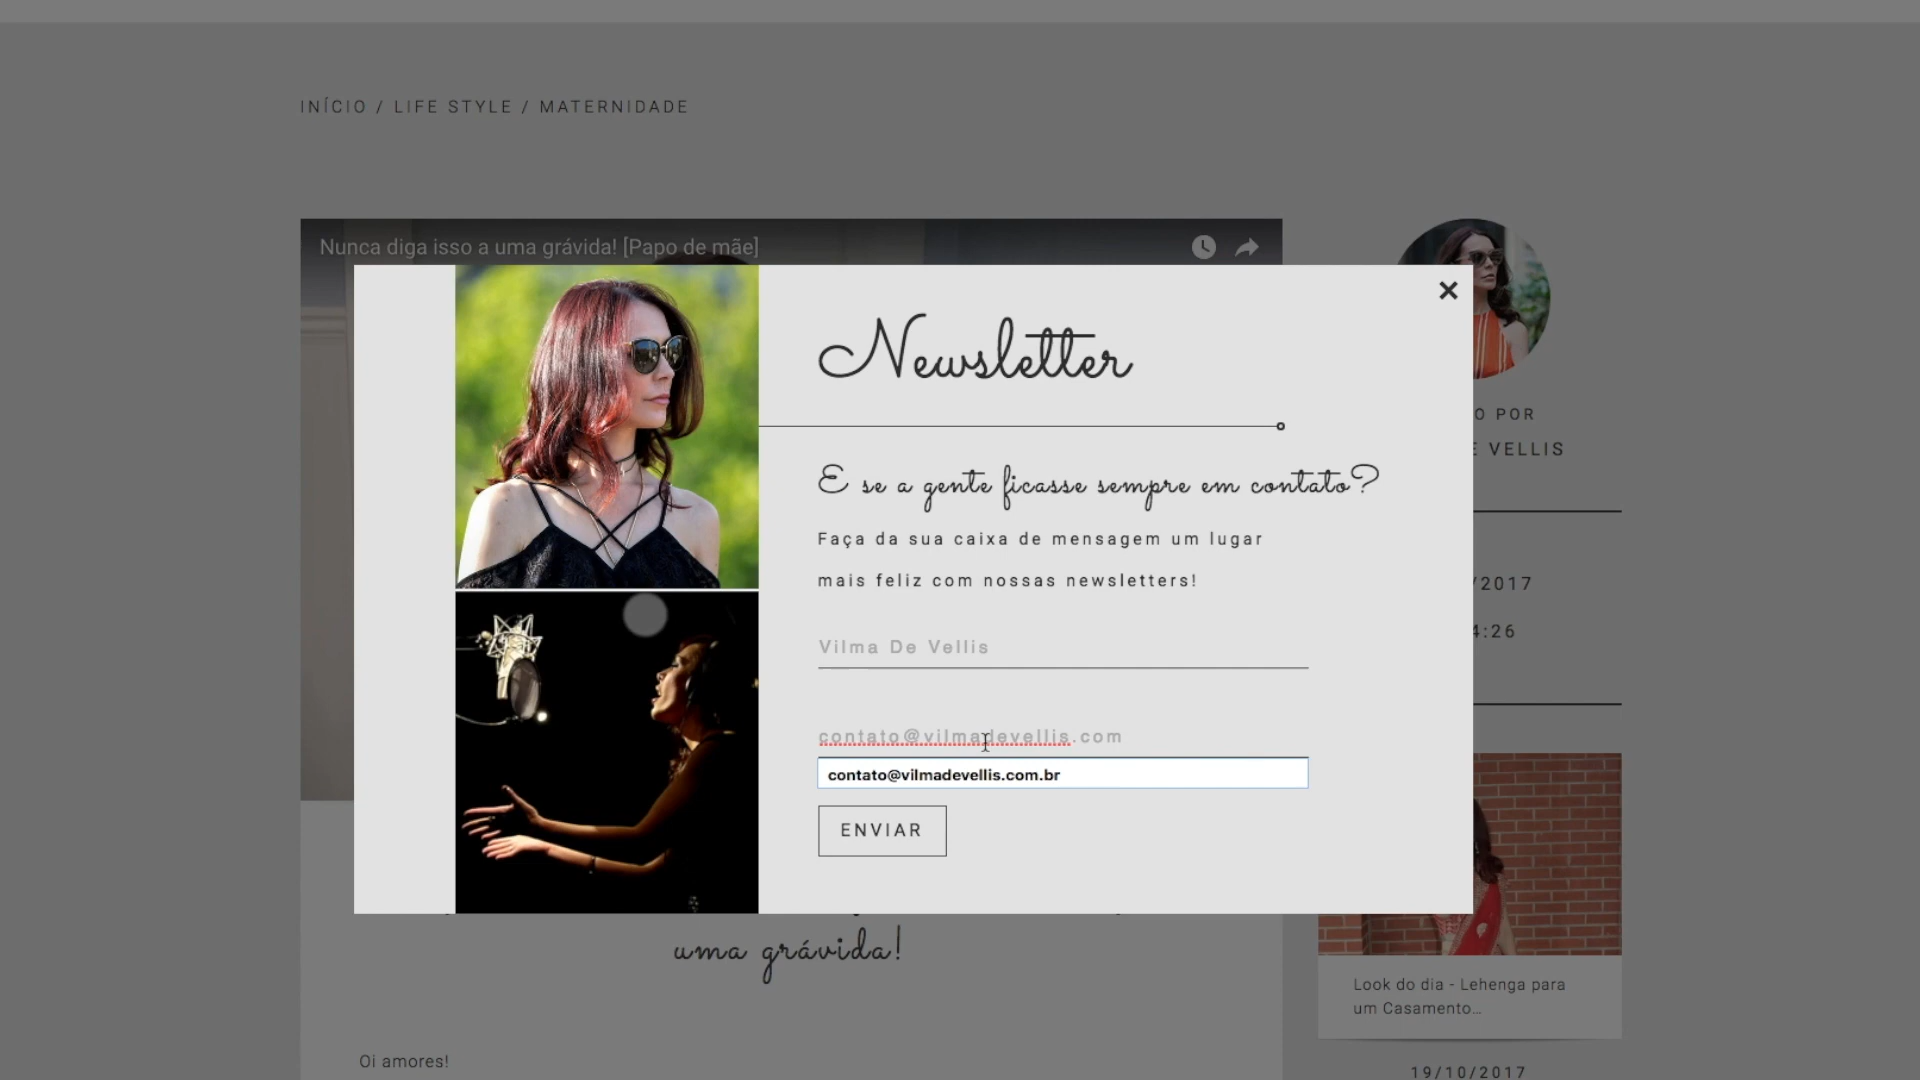 INÍCIO / LIFE STYLE / MATERNIDADE
Nunca diga isso a uma grávida! [Papo de mãe]
Newsletter
E se a gente ficasse sempre em contato?
Faça da sua caixa de mensagem um lugar
mais feliz com nossas newsletters!
Vilma De Vellis
contato@vilmadevellis.com
contato@vilmadevellis.com.br
ENVIAR
O POR
VELLIS
/2017
4:26
uma grávida!
Oi amores!
Look do dia - Lehenga para
um Casamento...
19/10/2017